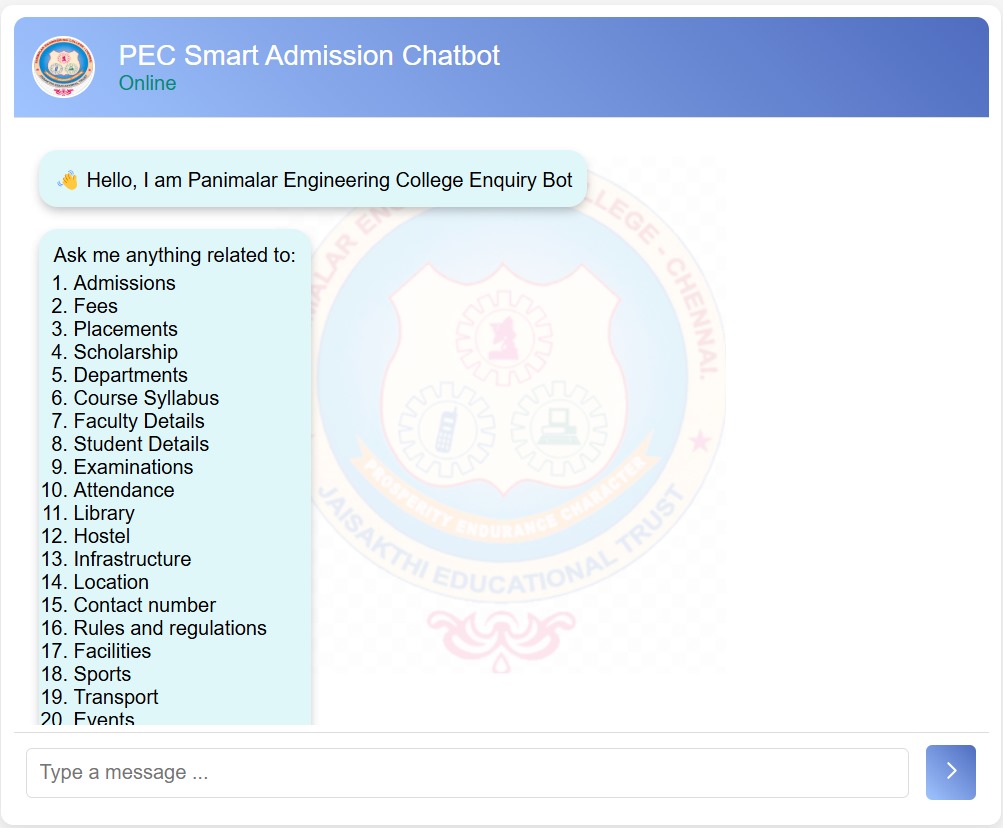 PEC Smart Admission Chatbot
Online
👋 Hello, I am Panimalar Engineering College Enquiry Bot
Ask me anything related to:
1. Admissions
2. Fees
3. Placements
4. Scholarship
5. Departments
6. Course Syllabus
7. Faculty Details
8. Student Details
9. Examinations
10. Attendance
11. Library
12. Hostel
13. Infrastructure
14. Location
15. Contact number
16. Rules and regulations
17. Facilities
18. Sports
19. Transport
20. Events
LLEGE - CHENNAI.
PROSPERITY ENDURANCE CHARACTER
JAISAKTHI EDUCATIONAL TRUST
Type a message ...